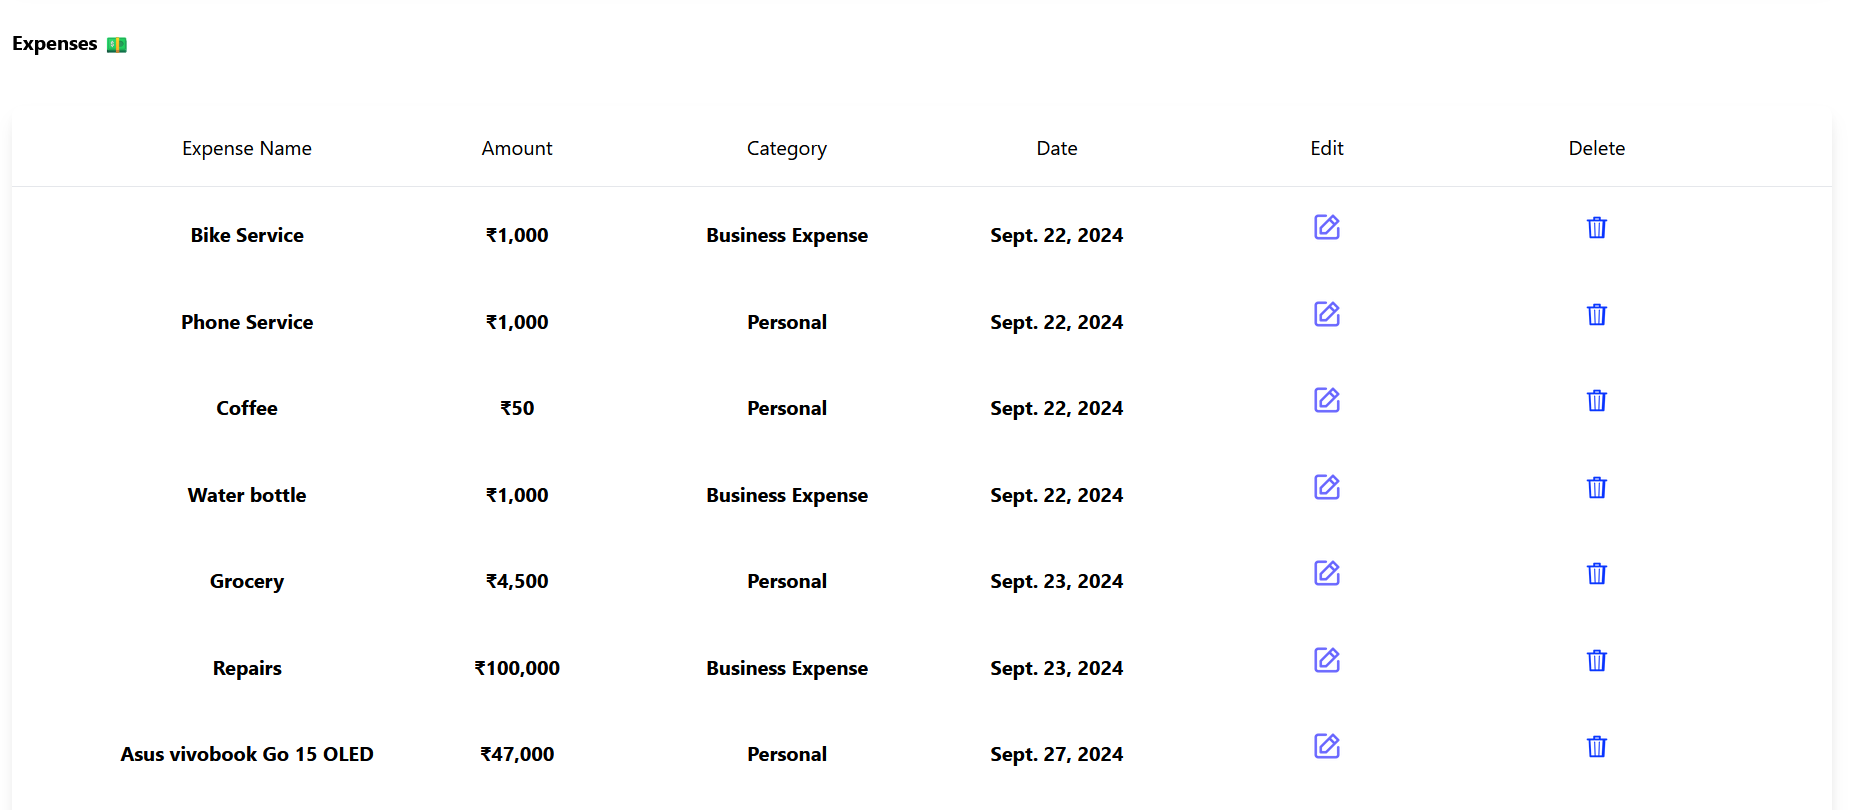 Expenses 💵
Expense Name Amount Category Date Edit Delete
Bike Service ₹1,000 Business Expense Sept. 22, 2024
Phone Service ₹1,000 Personal Sept. 22, 2024
Coffee ₹50 Personal Sept. 22, 2024
Water bottle ₹1,000 Business Expense Sept. 22, 2024
Grocery ₹4,500 Personal Sept. 23, 2024
Repairs ₹100,000 Business Expense Sept. 23, 2024
Asus vivobook Go 15 OLED ₹47,000 Personal Sept. 27, 2024